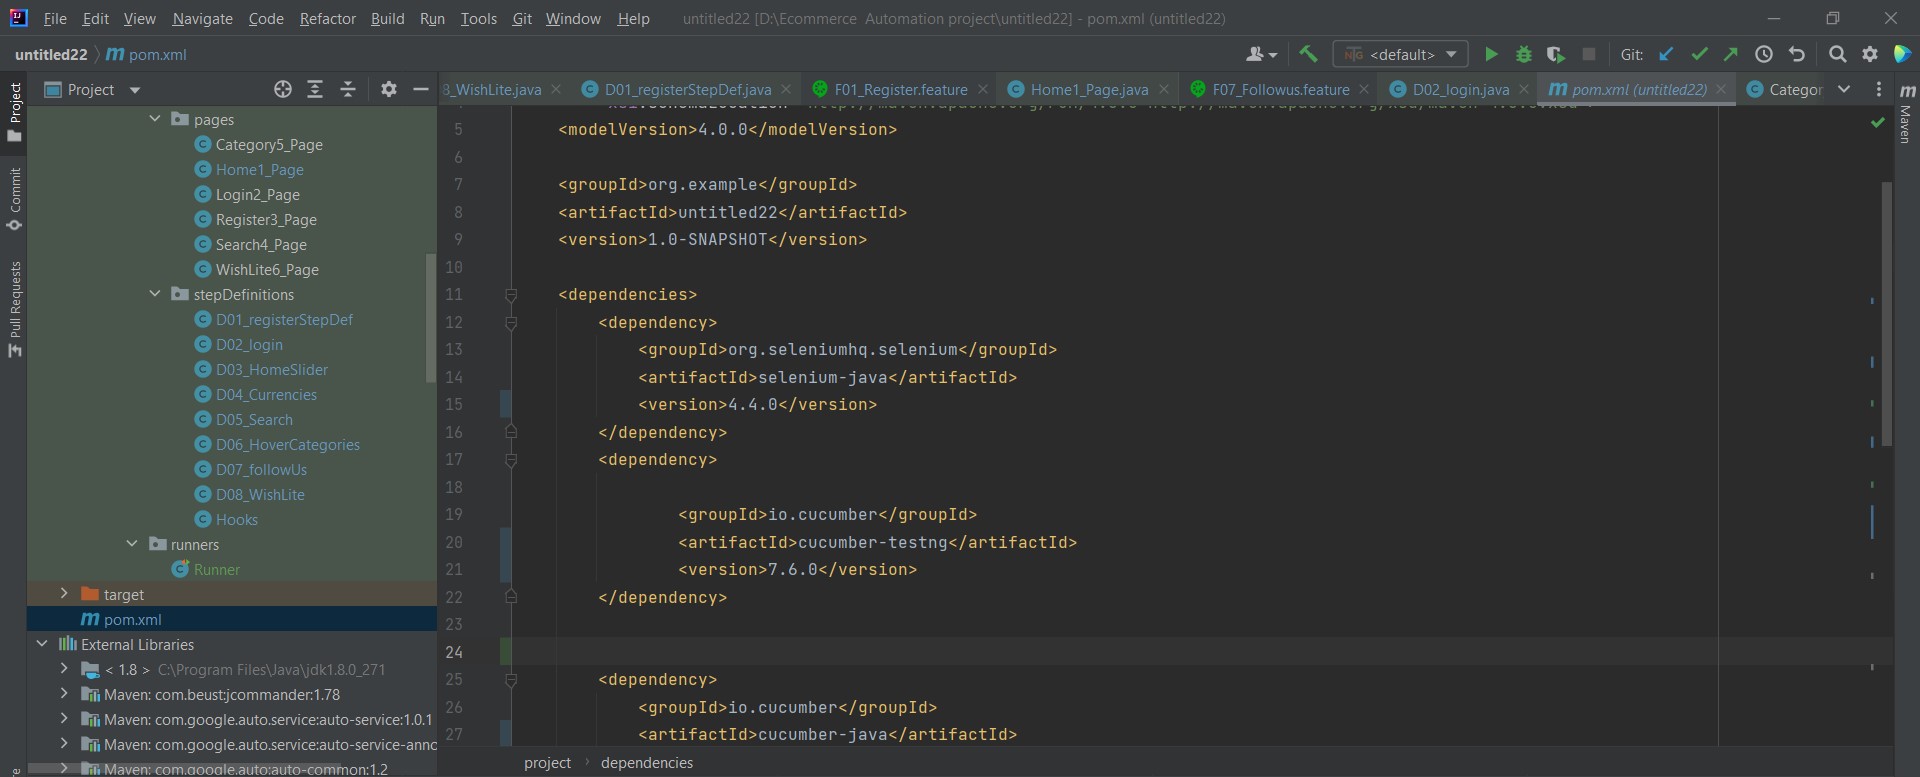 File Edit View Navigate Code Refactor Build Run Tools Git Window Help untitled22 [D:\Ecommerce Automation project\untitled22] - pom.xml (untitled22)
untitled22 pom.xml <default> Git:
Project
8_WishLite.java D01_registerStepDef.java F01_Register.feature Home1_Page.java F07_Followus.feature D02_login.java pom.xml (untitled22) Categor
Project
Commit
Pull Requests
Maven
pages
Category5_Page
Home1_Page
Login2_Page
Register3_Page
Search4_Page
WishLite6_Page
stepDefinitions
D01_registerStepDef
D02_login
D03_HomeSlider
D04_Currencies
D05_Search
D06_HoverCategories
D07_followUs
D08_WishLite
Hooks
runners
Runner
target
pom.xml
External Libraries
< 1.8 > C:\Program Files\Java\jdk1.8.0_271
Maven: com.beust:jcommander:1.78
Maven: com.google.auto.service:auto-service:1.0.1
Maven: com.google.auto.service:auto-service-anno
Maven: com.google.auto:auto-common:1.2
5 <modelVersion>4.0.0</modelVersion>
6
7 <groupId>org.example</groupId>
8 <artifactId>untitled22</artifactId>
9 <version>1.0-SNAPSHOT</version>
10
11 <dependencies>
12 <dependency>
13 <groupId>org.seleniumhq.selenium</groupId>
14 <artifactId>selenium-java</artifactId>
15 <version>4.4.0</version>
16 </dependency>
17 <dependency>
18
19 <groupId>io.cucumber</groupId>
20 <artifactId>cucumber-testng</artifactId>
21 <version>7.6.0</version>
22 </dependency>
23
24
25 <dependency>
26 <groupId>io.cucumber</groupId>
27 <artifactId>cucumber-java</artifactId>
project dependencies